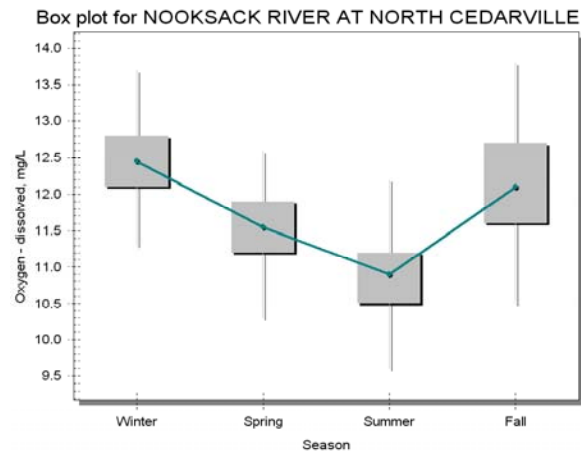 Box plot for NOOKSACK RIVER AT NORTH CEDARVILLE
14.0
13.5
13.0
12.5
12.0
11.5
11.0
10.5
10.0
9.5
Oxygen - dissolved, mg/L
Winter Spring Summer Fall
Season